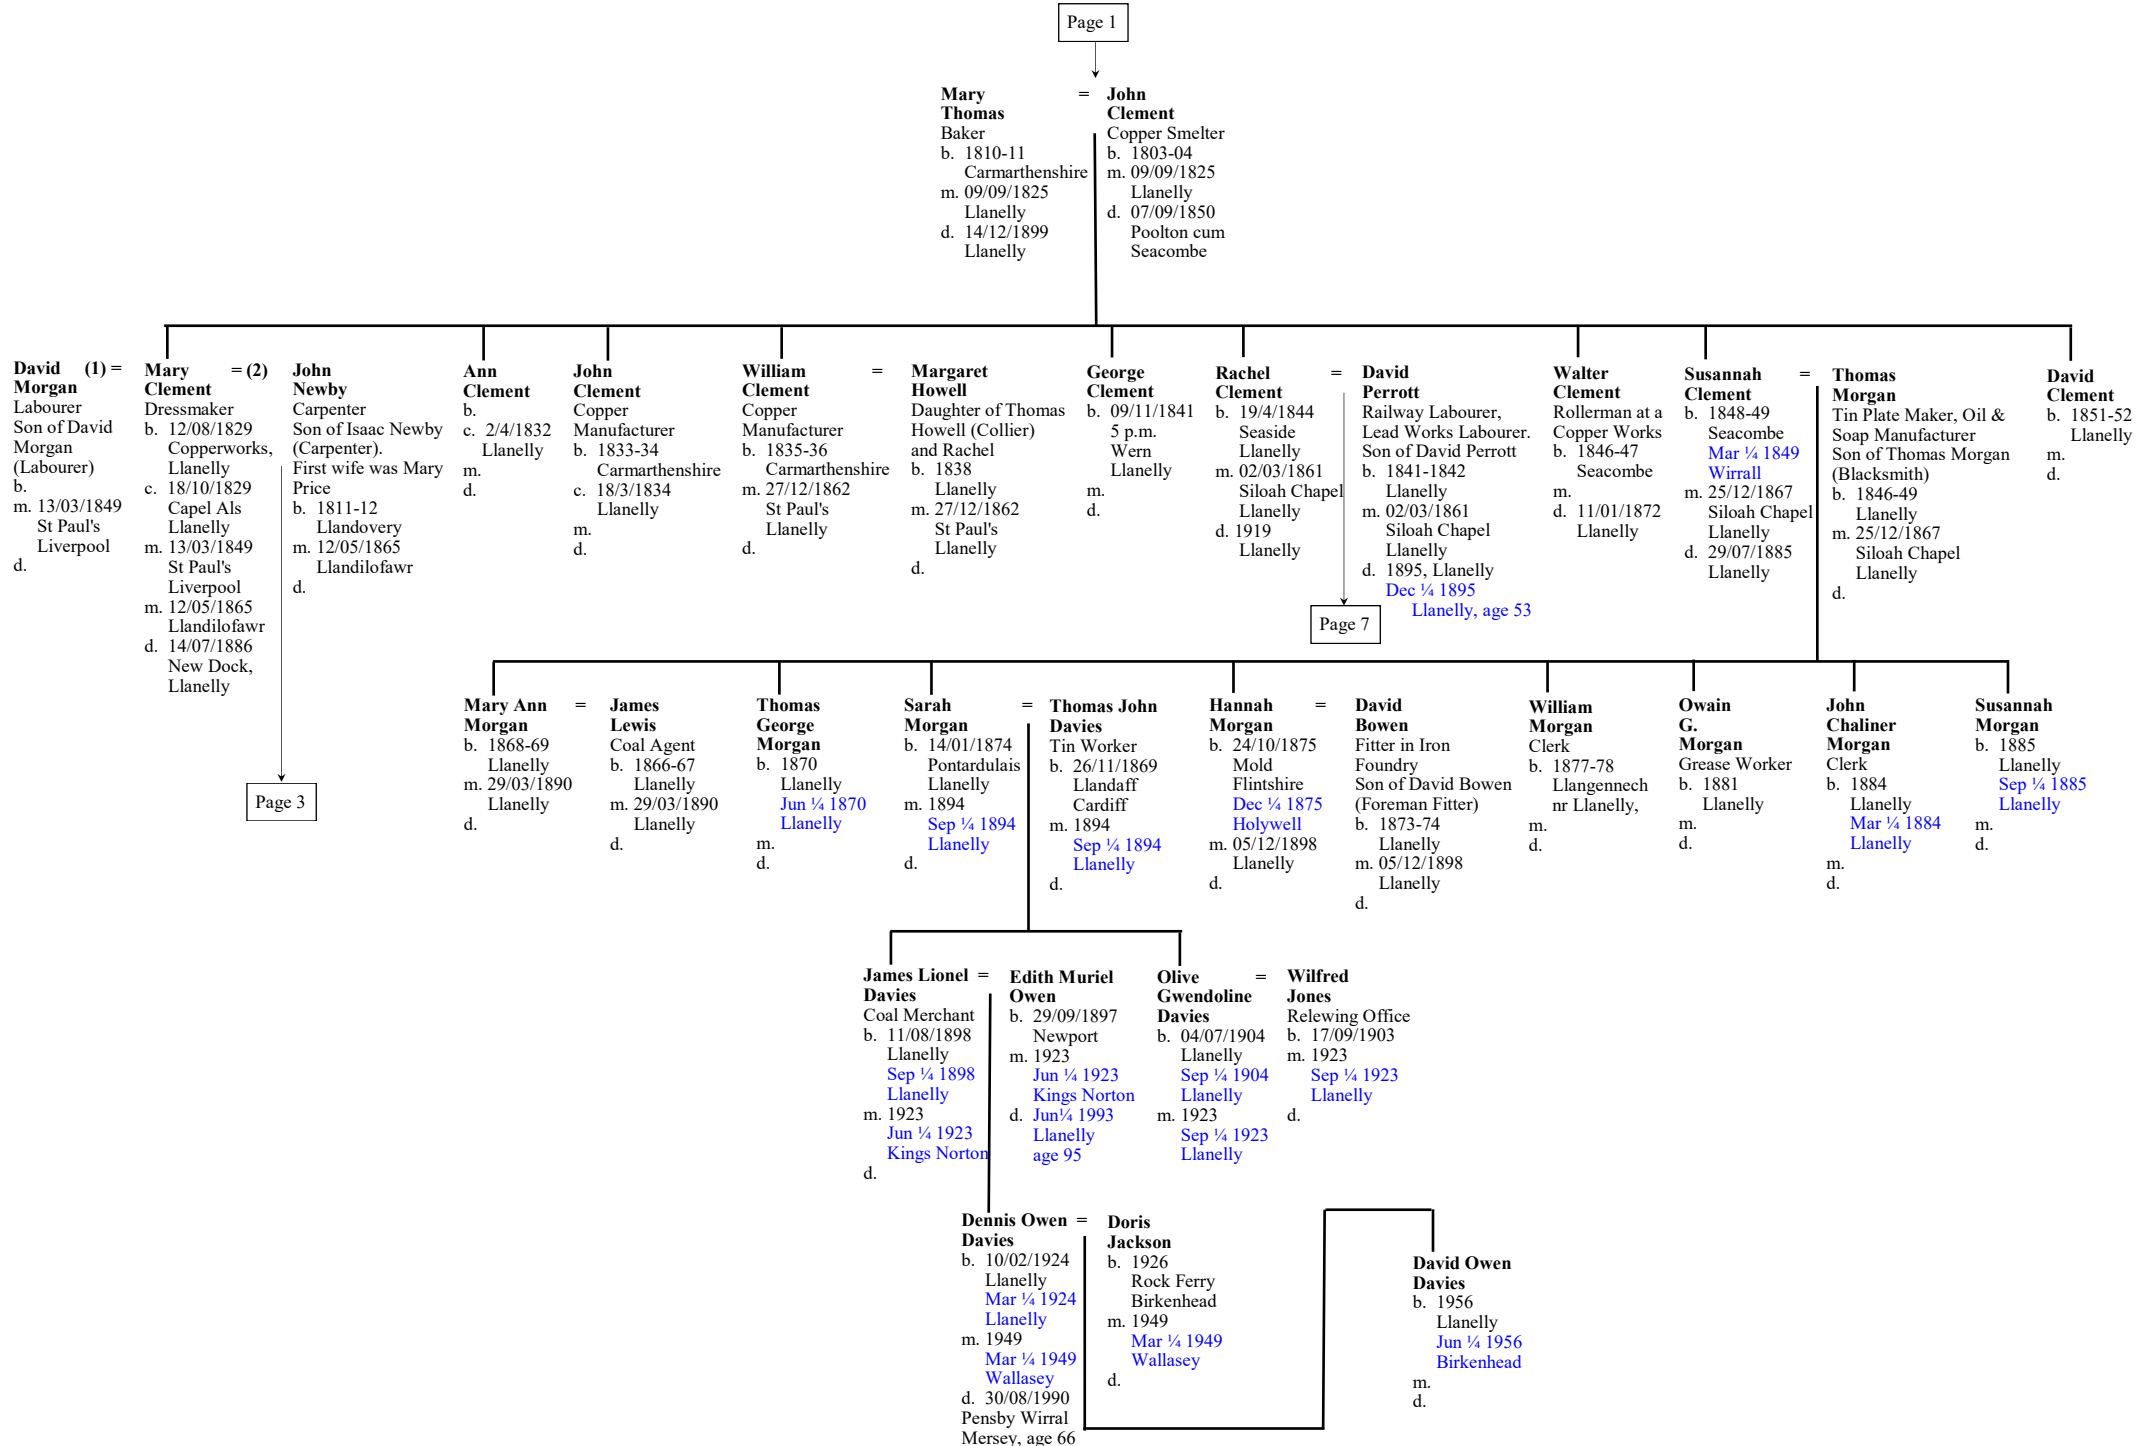 Page 1
Mary =
Thomas
Baker
b. 1810-11
Carmarthenshire
m. 09/09/1825
Llanelly
d. 14/12/1899
Llanelly
John
Clement
Copper Smelter
b. 1803-04
m. 09/09/1825
Llanelly
d. 07/09/1850
Poolton cum
Seacombe
David (1) =
Morgan
Labourer
Son of David
Morgan
(Labourer)
b.
m. 13/03/1849
St Paul's
Liverpool
d.
Mary = (2)
Clement
Dressmaker
b. 12/08/1829
Copperworks,
Llanelly
c. 18/10/1829
Capel Als
Llanelly
m. 13/03/1849
St Paul's
Liverpool
m. 12/05/1865
Llandilofawr
d. 14/07/1886
New Dock,
Llanelly
John
Newby
Carpenter
Son of Isaac Newby
(Carpenter).
First wife was Mary
Price
b. 1811-12
Llandovery
m. 12/05/1865
Llandilofawr
d.
Page 3
Ann
Clement
b.
c. 2/4/1832
Llanelly
m.
d.
John
Clement
Copper
Manufacturer
b. 1833-34
Carmarthenshire
c. 18/3/1834
Llanelly
m.
d.
William =
Clement
Copper
Manufacturer
b. 1835-36
Carmarthenshire
m. 27/12/1862
St Paul's
Llanelly
d.
Margaret
Howell
Daughter of Thomas
Howell (Collier)
and Rachel
b. 1838
Llanelly
m. 27/12/1862
St Paul's
Llanelly
d.
George
Clement
b. 09/11/1841
5 p.m.
Wern
Llanelly
m.
d.
Rachel =
Clement
b. 19/4/1844
Seaside
Llanelly
m. 02/03/1861
Siloah Chapel
Llanelly
d. 1919
Llanelly
David
Perrott
Railway Labourer,
Lead Works Labourer.
Son of David Perrott
b. 1841-1842
Llanelly
m. 02/03/1861
Siloah Chapel
Llanelly
d. 1895, Llanelly
Dec ¼ 1895
Llanelly, age 53
Page 7
Walter
Clement
Rollerman at a
Copper Works
b. 1846-47
Seacombe
m.
d. 11/01/1872
Llanelly
Susannah =
Clement
b. 1848-49
Seacombe
Mar ¼ 1849
Wirrall
m. 25/12/1867
Siloah Chapel
Llanelly
d. 29/07/1885
Llanelly
Thomas
Morgan
Tin Plate Maker, Oil &
Soap Manufacturer
Son of Thomas Morgan
(Blacksmith)
b. 1846-49
Llanelly
m. 25/12/1867
Siloah Chapel
Llanelly
d.
David
Clement
b. 1851-52
Llanelly
m.
d.
Mary Ann =
Morgan
b. 1868-69
Llanelly
m. 29/03/1890
Llanelly
d.
James
Lewis
Coal Agent
b. 1866-67
Llanelly
m. 29/03/1890
Llanelly
d.
Thomas
George
Morgan
b. 1870
Llanelly
Jun ¼ 1870
Llanelly
m.
d.
Sarah =
Morgan
b. 14/01/1874
Pontardulais
Llanelly
m. 1894
Sep ¼ 1894
Llanelly
d.
Thomas John
Davies
Tin Worker
b. 26/11/1869
Llandaff
Cardiff
m. 1894
Sep ¼ 1894
Llanelly
d.
Hannah =
Morgan
b. 24/10/1875
Mold
Flintshire
Dec ¼ 1875
Holywell
m. 05/12/1898
Llanelly
d.
David
Bowen
Fitter in Iron
Foundry
Son of David Bowen
(Foreman Fitter)
b. 1873-74
Llanelly
m. 05/12/1898
Llanelly
d.
William
Morgan
Clerk
b. 1877-78
Llangennech
nr Llanelly,
m.
d.
Owain
G.
Morgan
Grease Worker
b. 1881
Llanelly
m.
d.
John
Chaliner
Morgan
Clerk
b. 1884
Llanelly
Mar ¼ 1884
Llanelly
m.
d.
Susannah
Morgan
b. 1885
Llanelly
Sep ¼ 1885
Llanelly
m.
d.
James Lionel =
Davies
Coal Merchant
b. 11/08/1898
Llanelly
Sep ¼ 1898
Llanelly
m. 1923
Jun ¼ 1923
Kings Norton
d.
Edith Muriel
Owen
b. 29/09/1897
Newport
m. 1923
Jun ¼ 1923
Kings Norton
d. Jun¼ 1993
Llanelly
age 95
Olive =
Gwendoline
Davies
b. 04/07/1904
Llanelly
Sep ¼ 1904
Llanelly
m. 1923
Sep ¼ 1923
Llanelly
Wilfred
Jones
Relewing Office
b. 17/09/1903
m. 1923
Sep ¼ 1923
Llanelly
d.
Dennis Owen =
Davies
b. 10/02/1924
Llanelly
Mar ¼ 1924
Llanelly
m. 1949
Mar ¼ 1949
Wallasey
d. 30/08/1990
Pensby Wirral
Mersey, age 66
Doris
Jackson
b. 1926
Rock Ferry
Birkenhead
m. 1949
Mar ¼ 1949
Wallasey
d.
David Owen
Davies
b. 1956
Llanelly
Jun ¼ 1956
Birkenhead
m.
d.